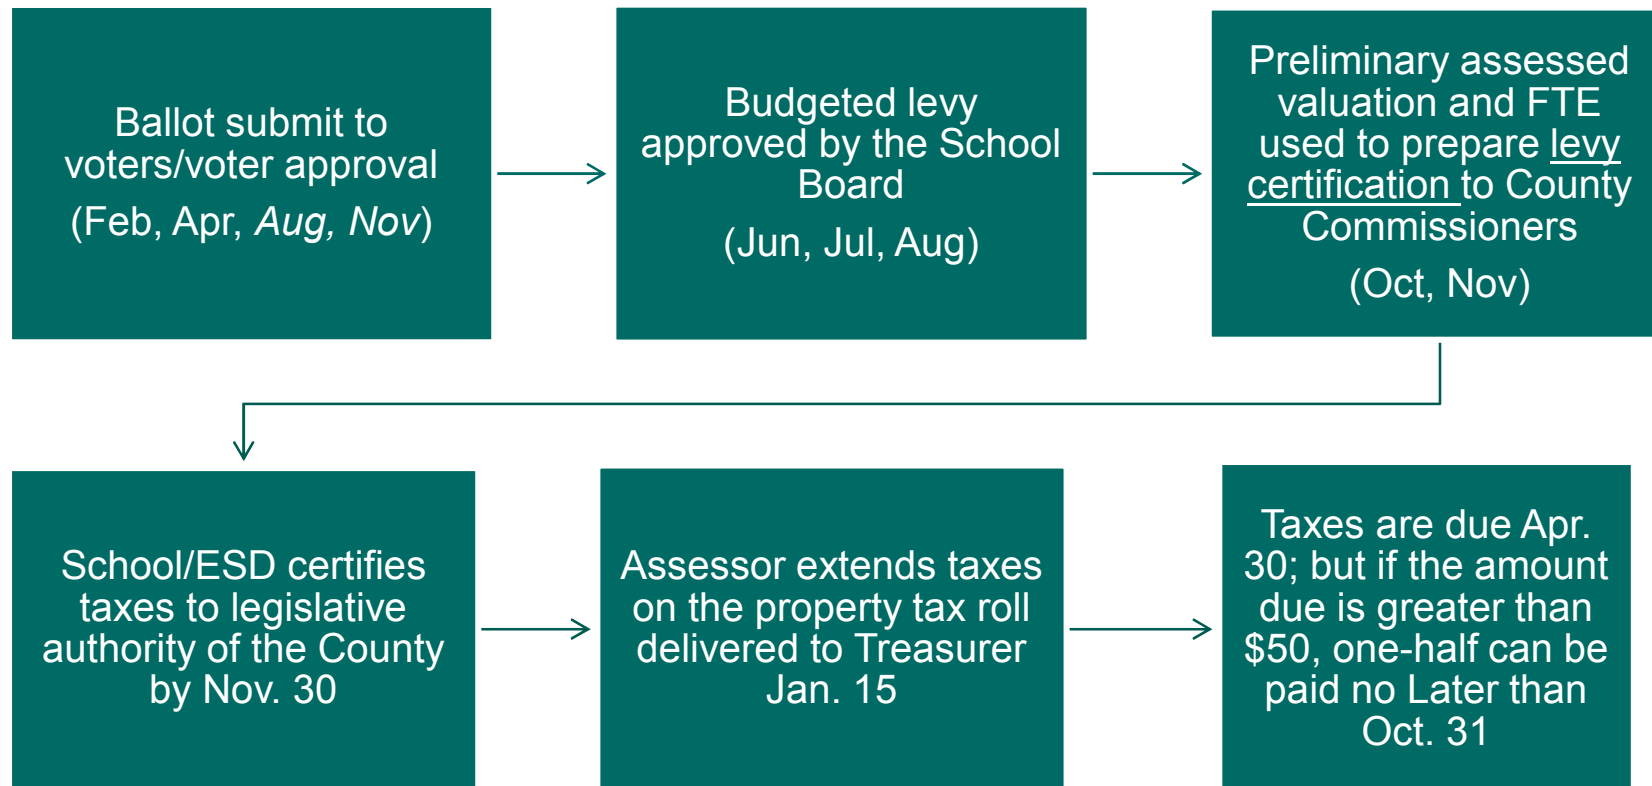 Ballot submit to
voters/voter approval
(Feb, Apr, Aug, Nov)
Budgeted levy
approved by the School
Board
(Jun, Jul, Aug)
Preliminary assessed
valuation and FTE
used to prepare levy
certification to County
Commissioners
(Oct, Nov)
School/ESD certifies
taxes to legislative
authority of the County
by Nov. 30
Assessor extends taxes
on the property tax roll
delivered to Treasurer
Jan. 15
Taxes are due Apr.
30; but if the amount
due is greater than
$50, one-half can be
paid no Later than
Oct. 31